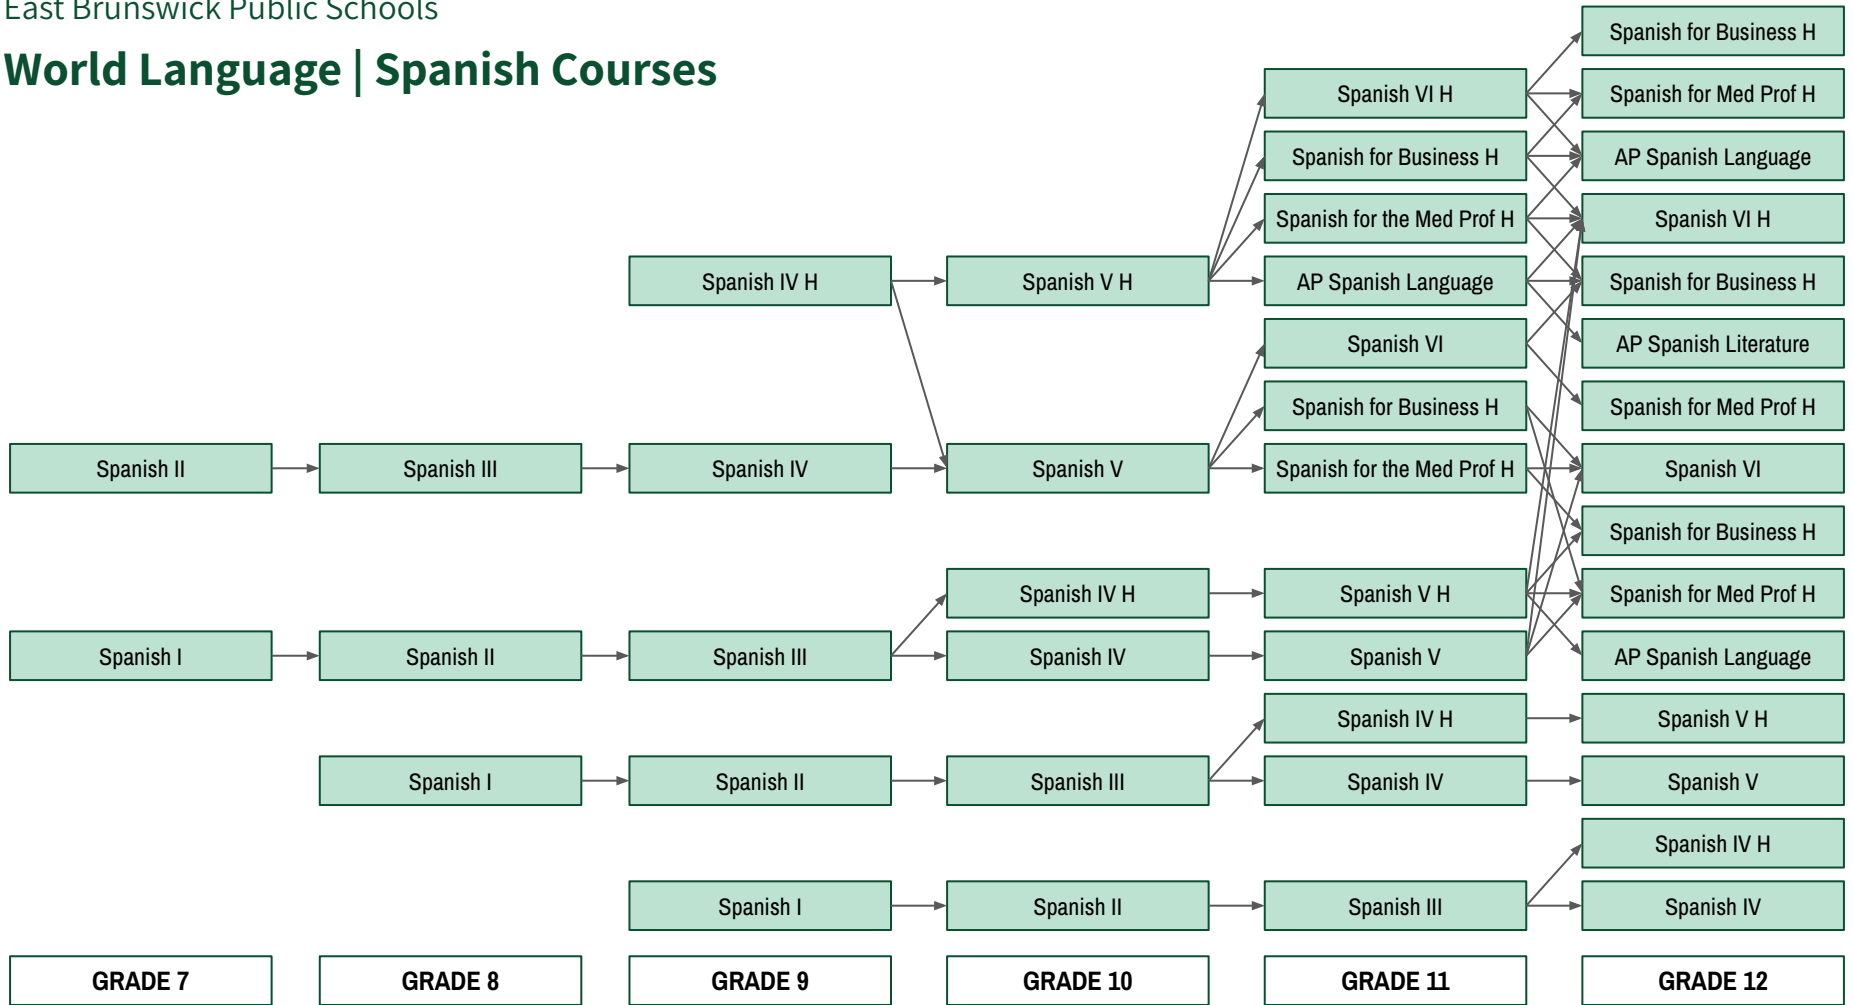 East Brunswick Public Schools
World Language | Spanish Courses
Spanish for Business H
Spanish VI H
Spanish for Med Prof H
Spanish for Business H
AP Spanish Language
Spanish for the Med Prof H
Spanish VI H
Spanish IV H
Spanish V H
AP Spanish Language
Spanish for Business H
Spanish VI
AP Spanish Literature
Spanish for Business H
Spanish for Med Prof H
Spanish II
Spanish III
Spanish IV
Spanish V
Spanish for the Med Prof H
Spanish VI
Spanish for Business H
Spanish IV H
Spanish V H
Spanish for Med Prof H
Spanish I
Spanish II
Spanish III
Spanish IV
Spanish V
AP Spanish Language
Spanish IV H
Spanish V H
Spanish I
Spanish II
Spanish III
Spanish IV
Spanish V
Spanish IV H
Spanish I
Spanish II
Spanish III
Spanish IV
GRADE 7
GRADE 8
GRADE 9
GRADE 10
GRADE 11
GRADE 12